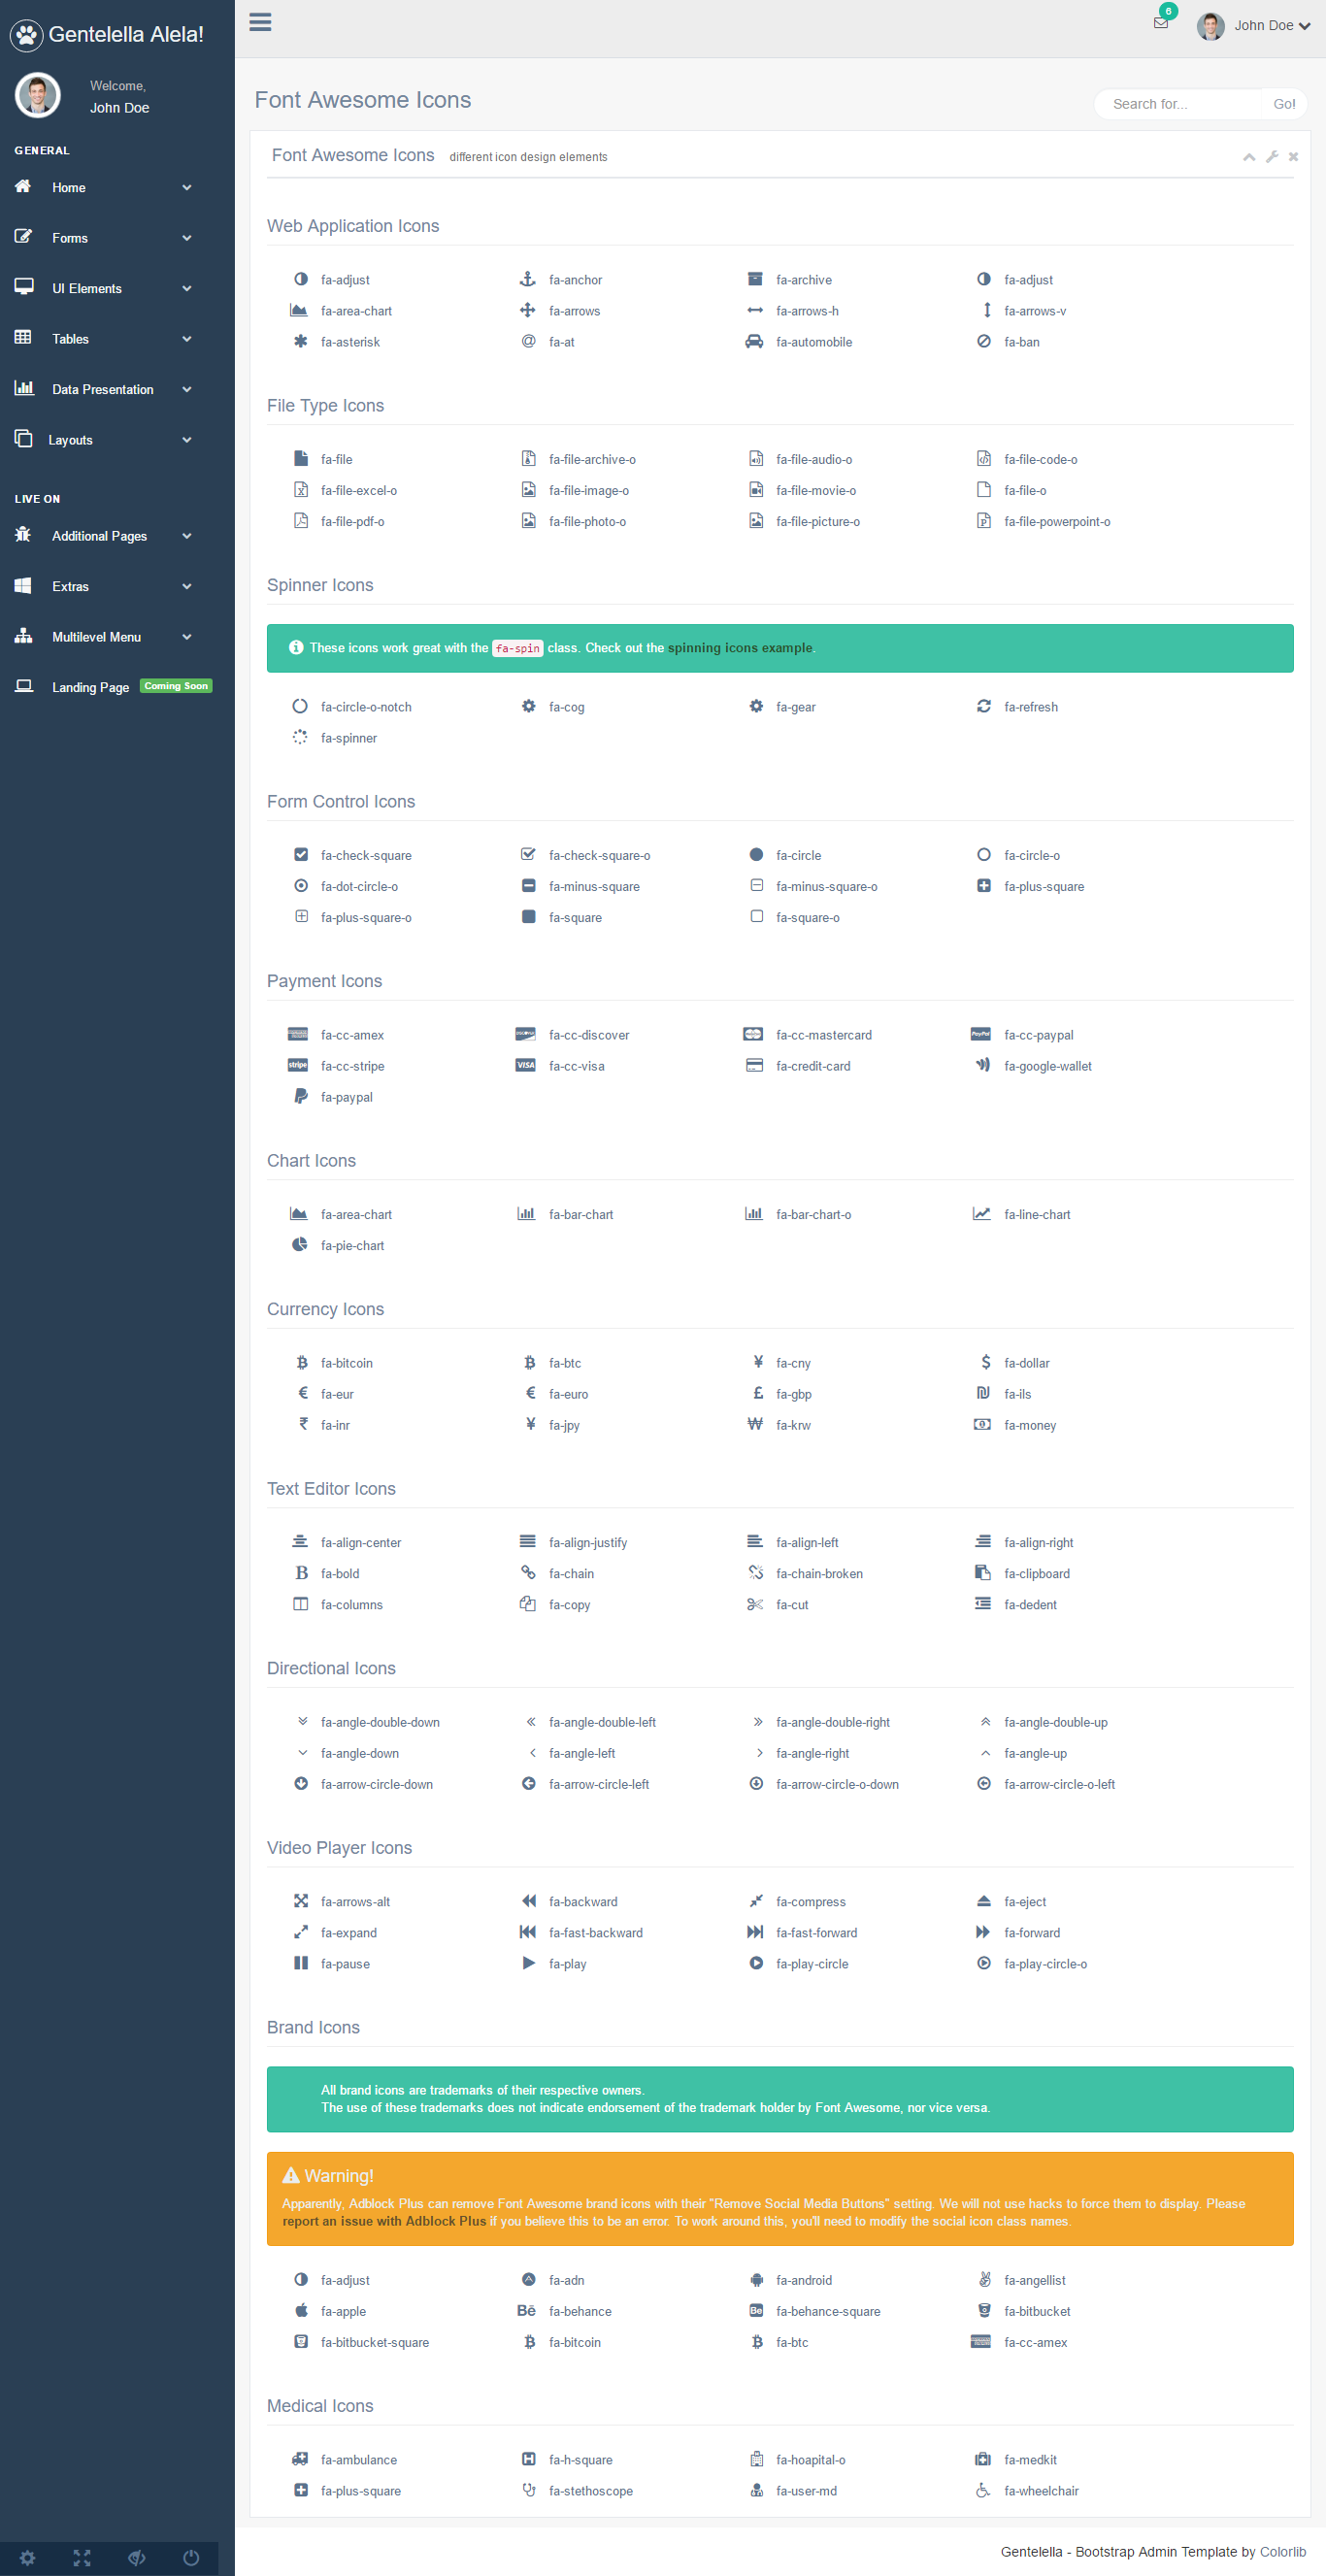 Gentelella Alela!
Welcome,
John Doe
GENERAL
Home
Forms
UI Elements
Tables
Data Presentation
Layouts
LIVE ON
Additional Pages
Extras
Multilevel Menu
Landing Page Coming Soon
6
John Doe
Font Awesome Icons
Search for... Go!
Font Awesome Icons different icon design elements
Web Application Icons
fa-adjust fa-anchor fa-archive fa-adjust
fa-area-chart fa-arrows fa-arrows-h fa-arrows-v
fa-asterisk fa-at fa-automobile fa-ban
File Type Icons
fa-file fa-file-archive-o fa-file-audio-o fa-file-code-o
fa-file-excel-o fa-file-image-o fa-file-movie-o fa-file-o
fa-file-pdf-o fa-file-photo-o fa-file-picture-o fa-file-powerpoint-o
Spinner Icons
These icons work great with the fa-spin class. Check out the spinning icons example.
fa-circle-o-notch fa-cog fa-gear fa-refresh
fa-spinner
Form Control Icons
fa-check-square fa-check-square-o fa-circle fa-circle-o
fa-dot-circle-o fa-minus-square fa-minus-square-o fa-plus-square
fa-plus-square-o fa-square fa-square-o
Payment Icons
fa-cc-amex fa-cc-discover fa-cc-mastercard PayPal fa-cc-paypal
stripe fa-cc-stripe VISA fa-cc-visa fa-credit-card fa-google-wallet
fa-paypal
Chart Icons
fa-area-chart fa-bar-chart fa-bar-chart-o fa-line-chart
fa-pie-chart
Currency Icons
fa-bitcoin fa-btc fa-cny fa-dollar
fa-eur fa-euro fa-gbp fa-ils
fa-inr fa-jpy fa-krw fa-money
Text Editor Icons
fa-align-center fa-align-justify fa-align-left fa-align-right
fa-bold fa-chain fa-chain-broken fa-clipboard
fa-columns fa-copy fa-cut fa-dedent
Directional Icons
fa-angle-double-down fa-angle-double-left fa-angle-double-right fa-angle-double-up
fa-angle-down fa-angle-left fa-angle-right fa-angle-up
fa-arrow-circle-down fa-arrow-circle-left fa-arrow-circle-o-down fa-arrow-circle-o-left
Video Player Icons
fa-arrows-alt fa-backward fa-compress fa-eject
fa-expand fa-fast-backward fa-fast-forward fa-forward
fa-pause fa-play fa-play-circle fa-play-circle-o
Brand Icons
All brand icons are trademarks of their respective owners.
The use of these trademarks does not indicate endorsement of the trademark holder by Font Awesome, nor vice versa.
Warning!
Apparently, Adblock Plus can remove Font Awesome brand icons with their "Remove Social Media Buttons" setting. We will not use hacks to force them to display. Please
report an issue with Adblock Plus if you believe this to be an error. To work around this, you'll need to modify the social icon class names.
fa-adjust fa-adn fa-android fa-angellist
fa-apple Bē fa-behance Be fa-behance-square fa-bitbucket
fa-bitbucket-square fa-bitcoin fa-btc fa-cc-amex
Medical Icons
fa-ambulance fa-h-square fa-hoapital-o fa-medkit
fa-plus-square fa-stethoscope fa-user-md fa-wheelchair
Gentelella - Bootstrap Admin Template by Colorlib